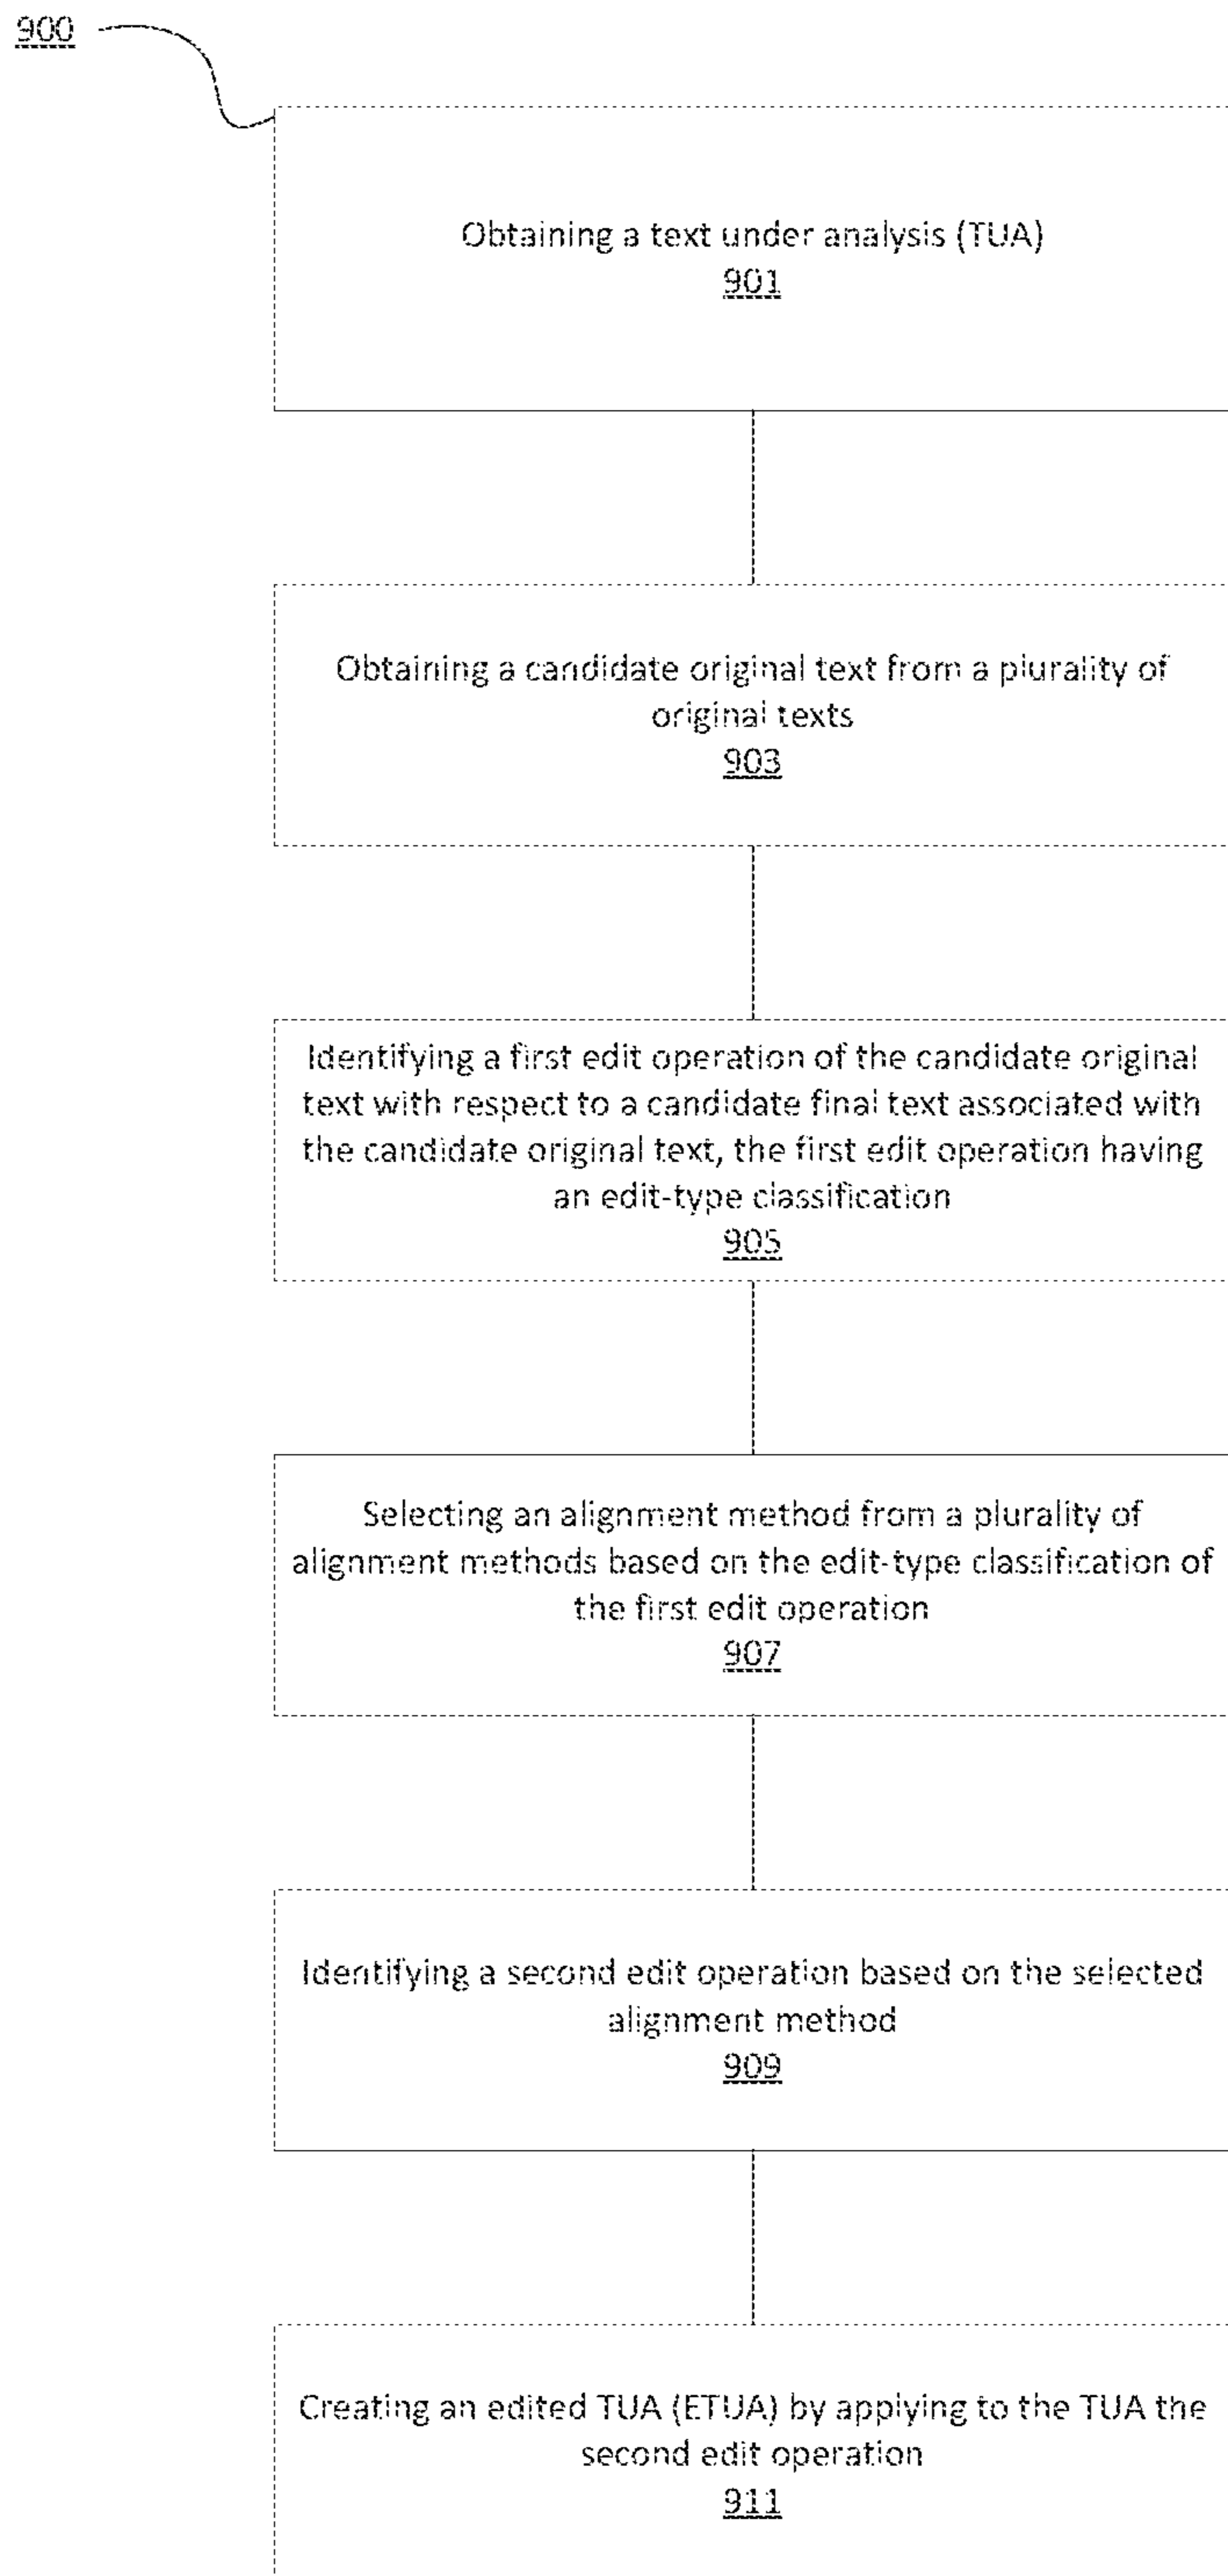 900
Obtaining a text under analysis (TUA)
901
Obtaining a candidate original text from a plurality of
original texts
903
Identifying a first edit operation of the candidate original
text with respect to a candidate final text associated with
the candidate original text, the first edit operation having
an edit-type classification
905
Selecting an alignment method from a plurality of
alignment methods based on the edit-type classification of
the first edit operation
907
Identifying a second edit operation based on the selected
alignment method
909
Creating an edited TUA (ETUA) by applying to the TUA the
second edit operation
911